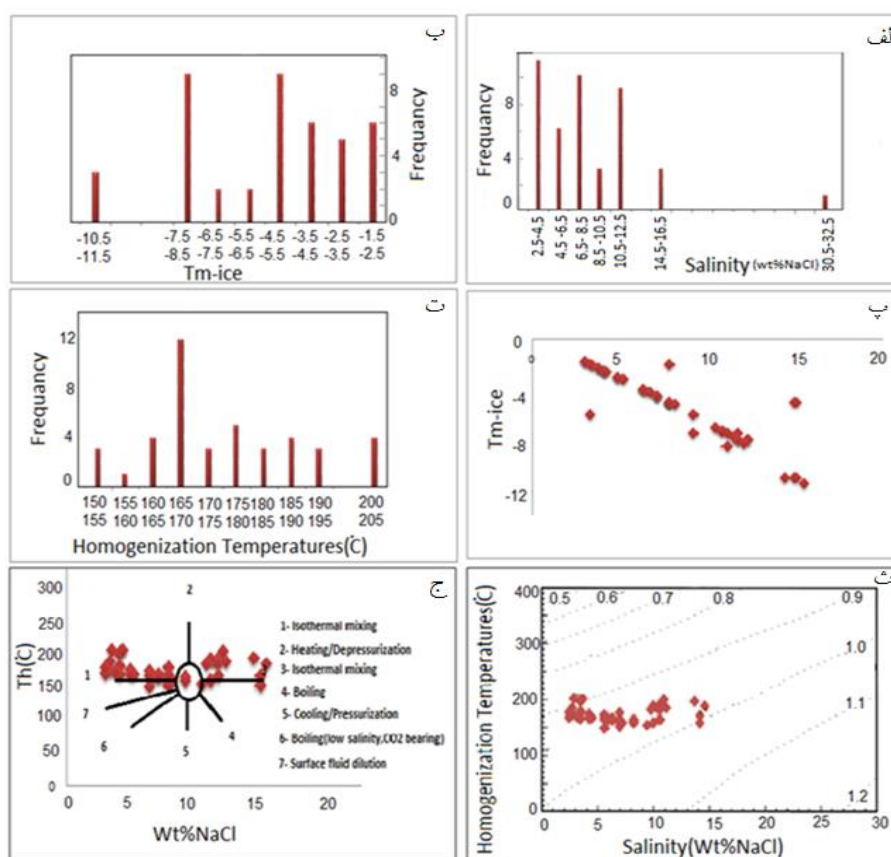 ب
Frequancy
8
4
0
-10.5 -7.5 -6.5 -5.5 -4.5 -3.5 -2.5 -1.5
-11.5 -8.5 -6.5 -6.5 -5.5 -4.5 -3.5 -2.5
Tm-ice
لف
Frequancy
8
4
0
2.5-4.5
4.5 -6.5
6.5- 8.5
8.5 -10.5
10.5-12.5
14.5-16.5
30.5-32.5
Salinity (wt%NaCl)
ت
Frequancy
12
8
4
0
150 155 160 165 170 175 180 185 190 200
155 160 165 170 175 180 185 190 195 205
Homogenization Temperatures(C)
پ
0
0 5 10 15 20
Tm-ice
-4
-8
-12
ج
Th(C)
300
250
200
150
100
50
0
0 5 10 15 20
Wt%NaCl
2
1
7
6
5
4
1- Isothermal mixing
2- Heating/Depressurization
3- Isothermal mixing
4- Boiling
5- Cooling/Pressurization
6- Boiling(low salinity,CO2 bearing)
7- Surface fluid dilution
ث
Homogenization Temperatures(C)
400
300
200
100
0
0.5 0.6 0.7 0.8 0.9
1.0
1.1
1.2
0 5 10 15 20 30
Salinity(Wt%NaCl)